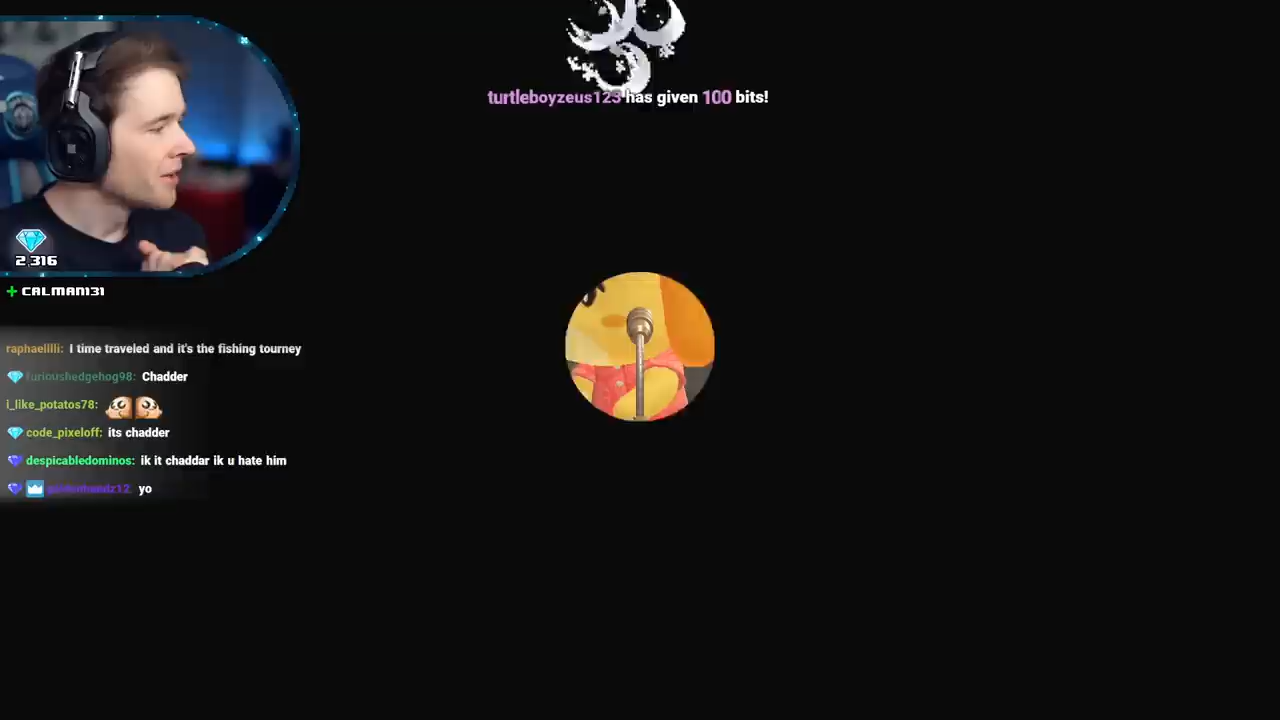 turtleboyzeus123 has given 100 bits!
2,316
+ CALMAN131
raphaelllli: I time traveled and it's the fishing tourney
furioushedgehog98: Chadder
i_like_potatos78:
code_pixeloff: its chadder
despicabledominos: ik it chaddar ik u hate him
yo